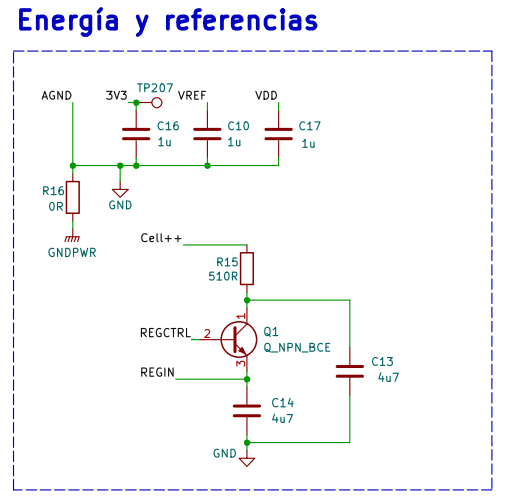 Energía y referencias
TP207
AGND 3V3 VREF VDD
C16 C10 C17
1u 1u 1u
R16
0R
GND
GNDPWR
Cell++
R15
510R
1
REGCTRL 2 Q1
Q_NPN_BCE
3
REGIN
C13
4u7
C14
4u7
GND